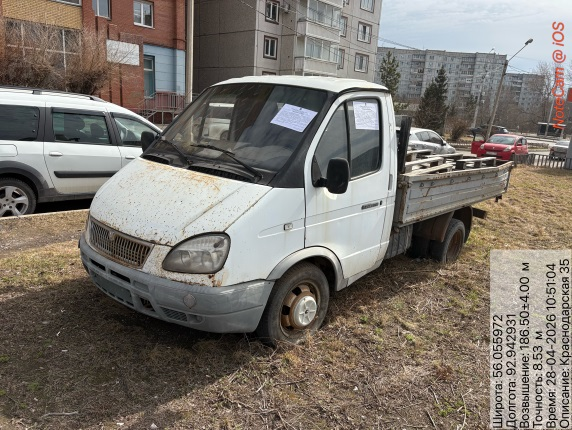 NoteCam @ iOS
Широта: 56.055972
Долгота: 92.942931
Возвышение: 186.50±4.00 м
Точность: 8.53 м
Время: 28-04-2026 10:51:04
Описание: Краснодарская 35